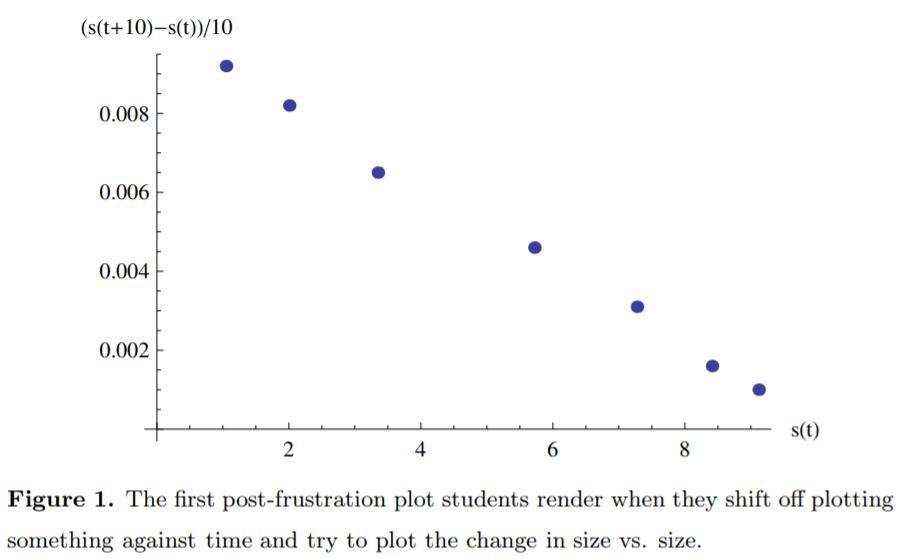 (s(t+10)−s(t))/10
0.008
0.006
0.004
0.002
2 4 6 8 s(t)
Figure 1. The first post-frustration plot students render when they shift off plotting
something against time and try to plot the change in size vs. size.